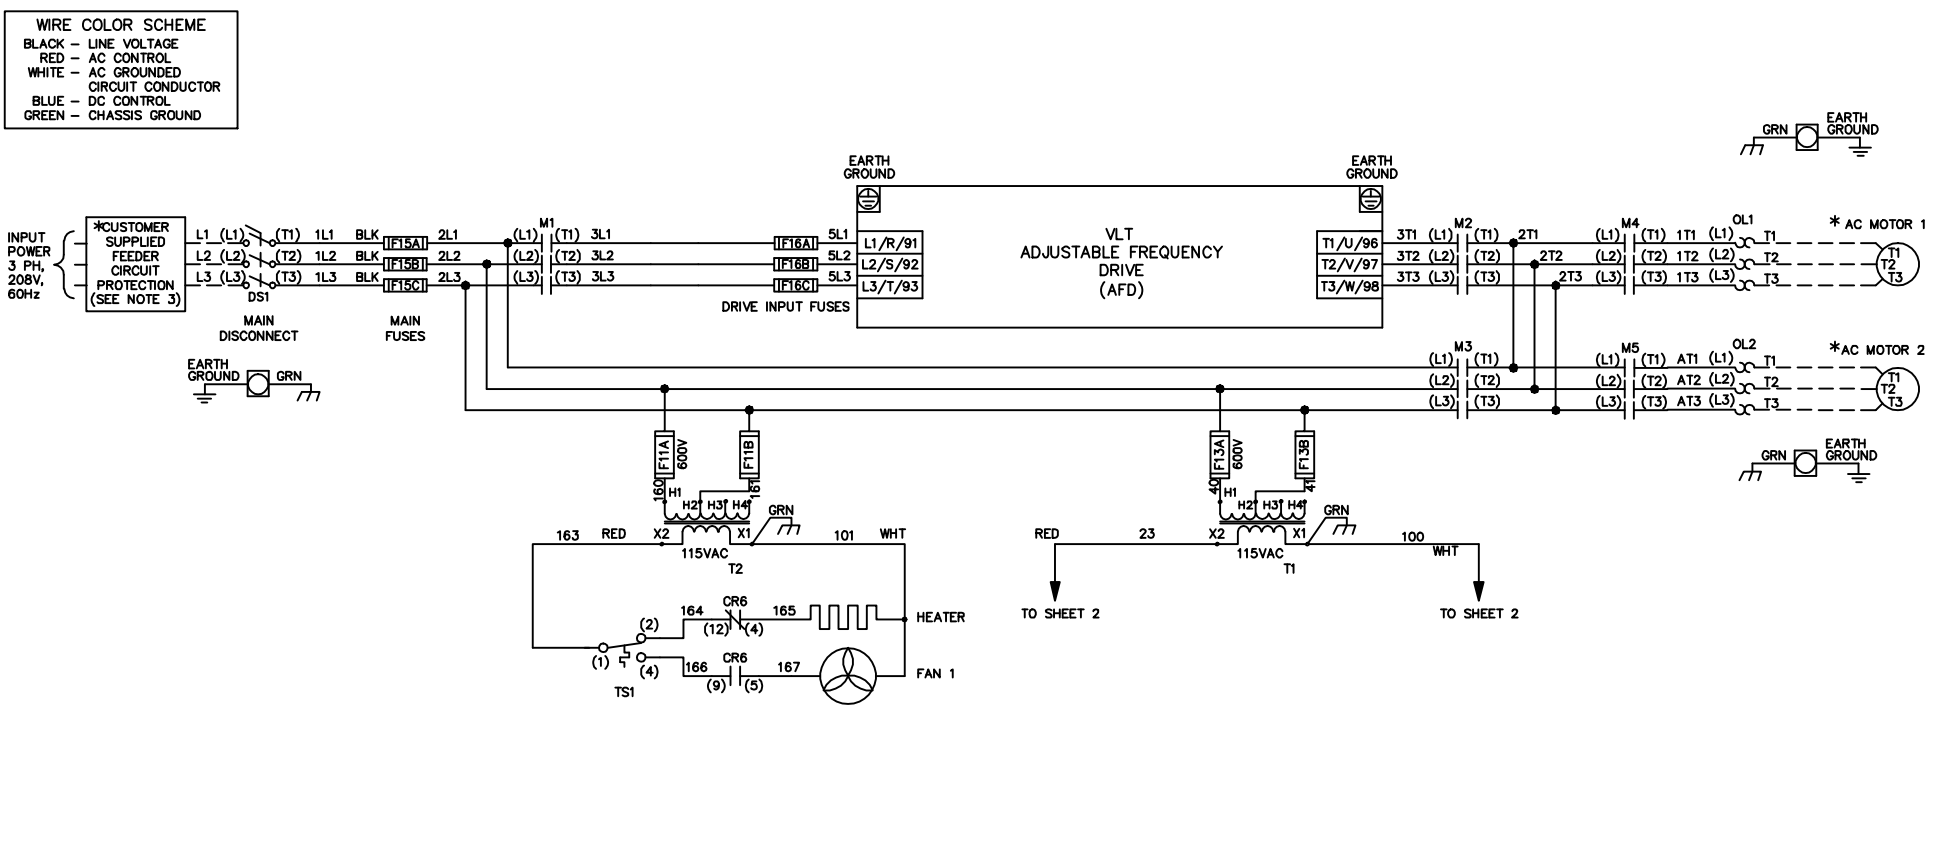 WIRE COLOR SCHEME
BLACK – LINE VOLTAGE
RED – AC CONTROL
WHITE – AC GROUNDED
CIRCUIT CONDUCTOR
BLUE – DC CONTROL
GREEN – CHASSIS GROUND
EARTH
GROUND
GRN
EARTH
GROUND
EARTH
GROUND
INPUT
POWER
3 PH,
208V,
60Hz
*CUSTOMER
SUPPLIED
FEEDER
CIRCUIT
PROTECTION
(SEE NOTE 3)
L1 (L1) (T1) 1L1 BLK F15A 2L1 (L1) M1 (T1) 3L1 F16A 5L1 L1/R/91
L2 (L2) (T2) 1L2 BLK F15B 2L2 (L2) (T2) 3L2 F16B 5L2 L2/S/92
L3 (L3) (T3) 1L3 BLK F15C 2L3 (L3) (T3) 3L3 F16C 5L3 L3/T/93
DS1
MAIN
DISCONNECT
MAIN
FUSES
DRIVE INPUT FUSES
VLT
ADJUSTABLE FREQUENCY
DRIVE
(AFD)
M2 M4 OL1 * AC MOTOR 1
T1/U/96 3T1 (L1) (T1) 2T1 (L1) (T1) 1T1 (L1) T1 T1
T2/V/97 3T2 (L2) (T2) 2T2 (L2) (T2) 1T2 (L2) T2 T2
T3/W/98 3T3 (L3) (T3) 2T3 (L3) (T3) 1T3 (L3) T3 T3
EARTH
GROUND
GRN
M3 M5 OL2 *AC MOTOR 2
(L1) (T1) (L1) (T1) AT1 (L1) T1 T1
(L2) (T2) (L2) (T2) AT2 (L2) T2 T2
(L3) (T3) (L3) (T3) AT3 (L3) T3 T3
GRN
EARTH
GROUND
F11A
600V
F11B
160
161
H1
H2 H3 H4
GRN
163 RED X2 X1 101 WHT
115VAC
T2
F13A
600V
F13B
40
41
H1
H2 H3 H4
GRN
RED 23 X2 X1 100
WHT
115VAC
T1
TO SHEET 2
TO SHEET 2
CR6
164 165
HEATER
(2) (12) (4)
(1)
(4)
TS1
CR6
166 167
FAN 1
(9) (5)